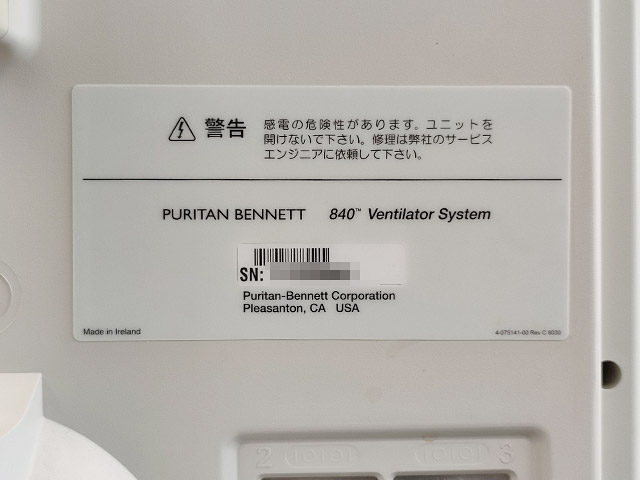 警告
感電の危険性があります。ユニットを
開けないで下さい。修理は弊社のサービス
エンジニアに依頼して下さい。
PURITAN BENNETT 840™ Ventilator System
SN:
Puritan-Bennett Corporation
Pleasanton, CA USA
Made in Ireland
4-075141-00 Rev C 6030
2
3